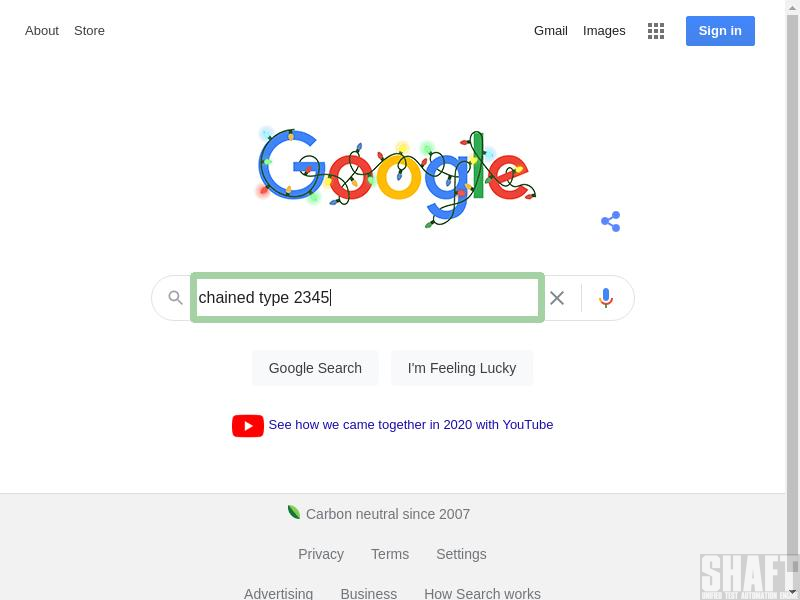 About Store Gmail Images Sign in
Google
chained type 2345
Google Search I'm Feeling Lucky
See how we came together in 2020 with YouTube
Carbon neutral since 2007
Privacy Terms Settings
Advertising Business How Search works
SHAFT